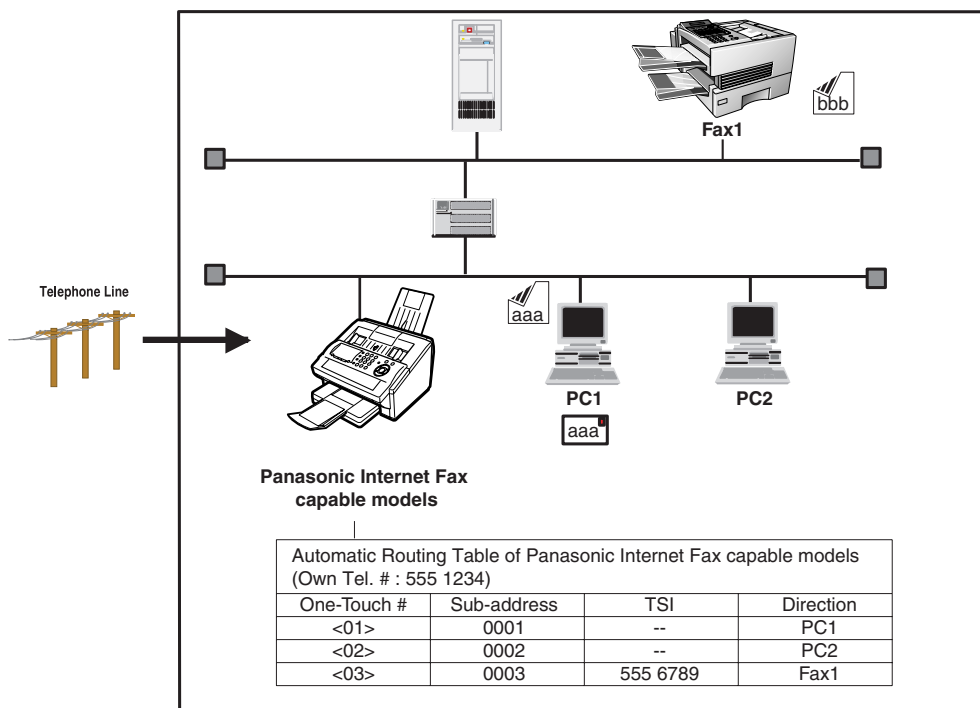 bbb
Fax1
Telephone Line
aaa
PC1
PC2
aaa
Panasonic Internet Fax
capable models
Automatic Routing Table of Panasonic Internet Fax capable models
(Own Tel. # : 555 1234)
One-Touch # Sub-address TSI Direction
<01> 0001 -- PC1
<02> 0002 -- PC2
<03> 0003 555 6789 Fax1